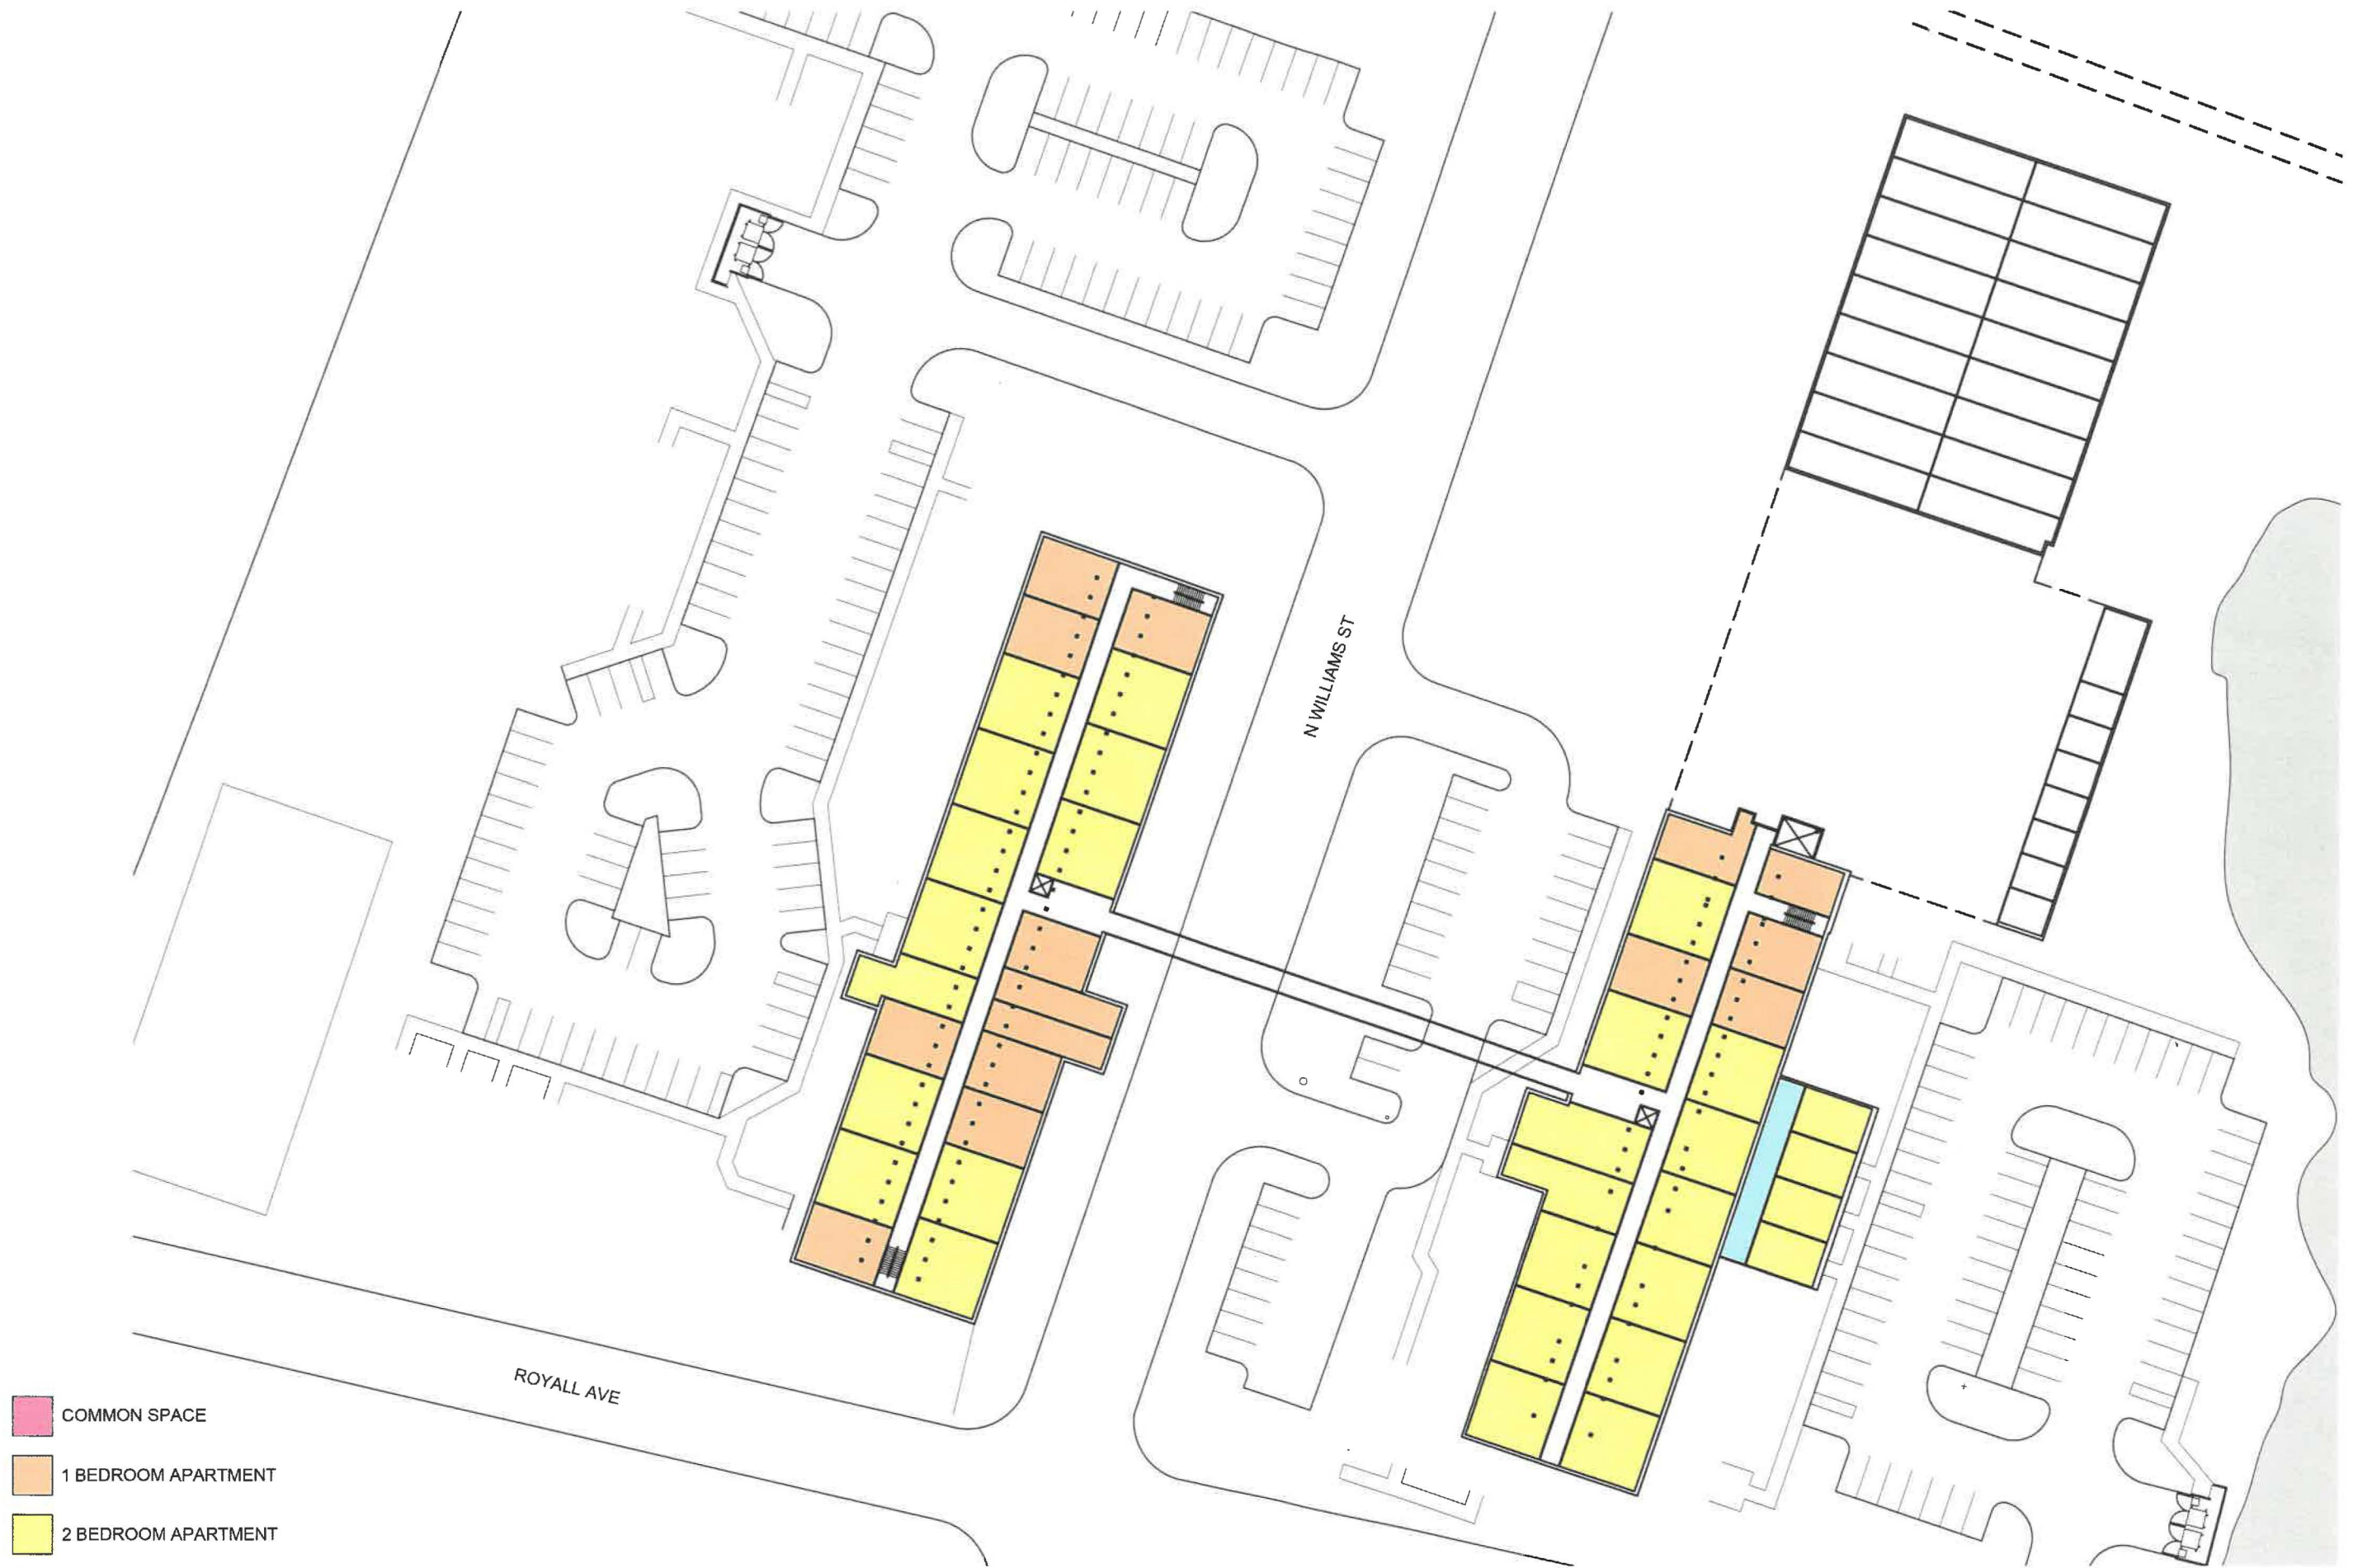 N WILLIAMS ST
ROYALL AVE
COMMON SPACE
1 BEDROOM APARTMENT
2 BEDROOM APARTMENT